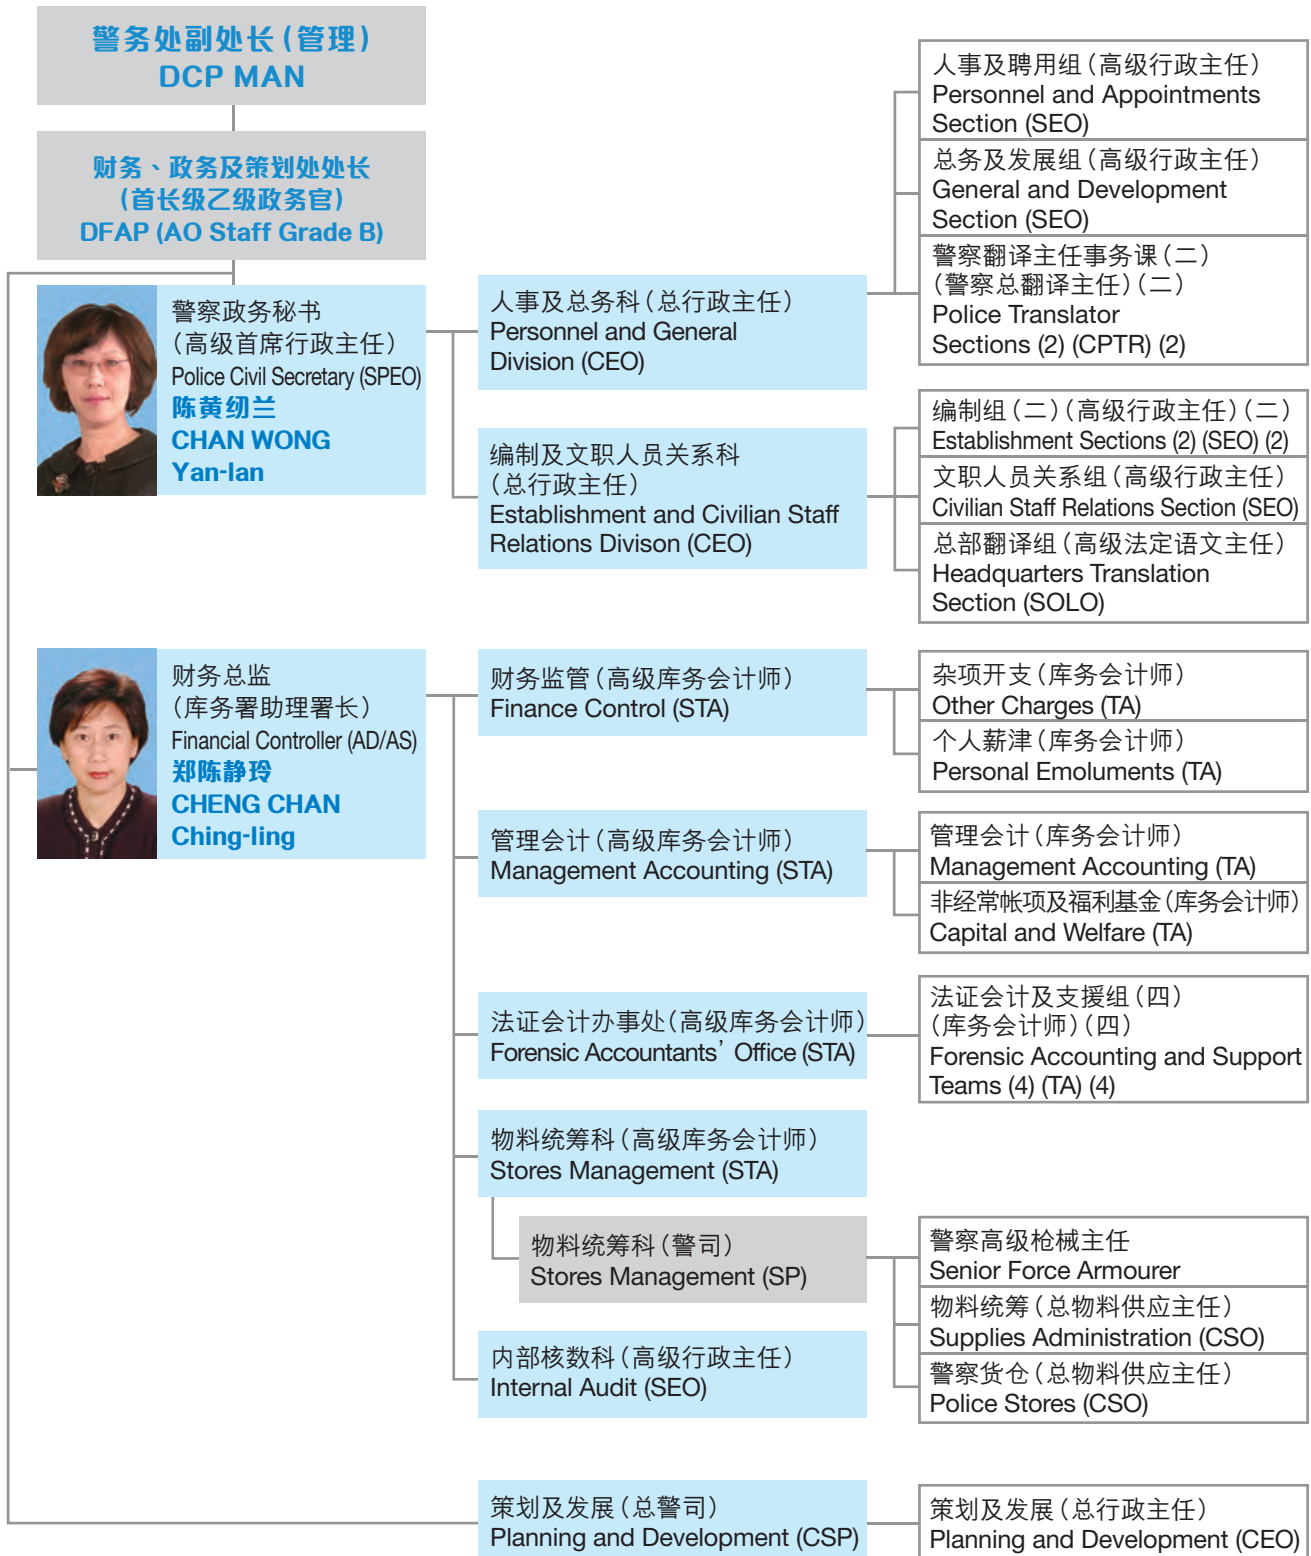 警务处副处长（管理）
DCP MAN
财务、政务及策划处处长
（首长级乙级政务官）
DFAP (AO Staff Grade B)
警察政务秘书
（高级首席行政主任）
Police Civil Secretary (SPEO)
陈黄纫兰
CHAN WONG
Yan-lan
人事及总务科（总行政主任）
Personnel and General
Division (CEO)
人事及聘用组（高级行政主任）
Personnel and Appointments
Section (SEO)
总务及发展组（高级行政主任）
General and Development
Section (SEO)
警察翻译主任事务课（二）
（警察总翻译主任）（二）
Police Translator
Sections (2) (CPTR) (2)
编制及文职人员关系科
（总行政主任）
Establishment and Civilian Staff
Relations Divison (CEO)
编制组（二）（高级行政主任）（二）
Establishment Sections (2) (SEO) (2)
文职人员关系组（高级行政主任）
Civilian Staff Relations Section (SEO)
总部翻译组（高级法定语文主任）
Headquarters Translation
Section (SOLO)
财务总监
（库务署助理署长）
Financial Controller (AD/AS)
郑陈静玲
CHENG CHAN
Ching-ling
财务监管（高级库务会计师）
Finance Control (STA)
杂项开支（库务会计师）
Other Charges (TA)
个人薪津（库务会计师）
Personal Emoluments (TA)
管理会计（高级库务会计师）
Management Accounting (STA)
管理会计（库务会计师）
Management Accounting (TA)
非经常帐项及福利基金（库务会计师）
Capital and Welfare (TA)
法证会计办事处（高级库务会计师）
Forensic Accountants’ Office (STA)
法证会计及支援组（四）
（库务会计师）（四）
Forensic Accounting and Support
Teams (4) (TA) (4)
物料统筹科（高级库务会计师）
Stores Management (STA)
物料统筹科（警司）
Stores Management (SP)
警察高级枪械主任
Senior Force Armourer
物料统筹（总物料供应主任）
Supplies Administration (CSO)
警察货仓（总物料供应主任）
Police Stores (CSO)
内部核数科（高级行政主任）
Internal Audit (SEO)
策划及发展（总警司）
Planning and Development (CSP)
策划及发展（总行政主任）
Planning and Development (CEO)